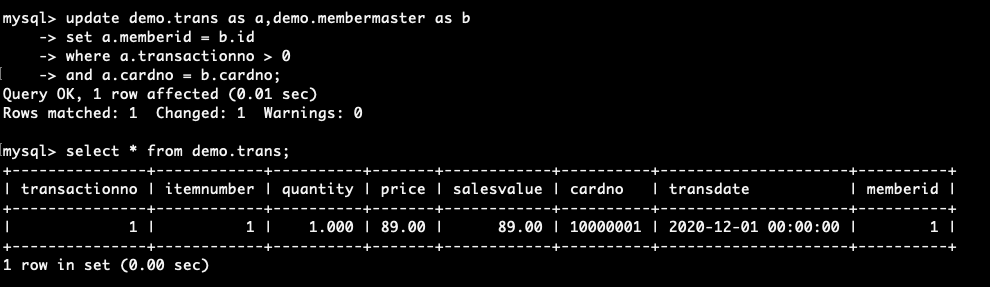 mysql> update demo.trans as a,demo.membermaster as b
    -> set a.memberid = b.id
    -> where a.transactionno > 0
    -> and a.cardno = b.cardno;
Query OK, 1 row affected (0.01 sec)
Rows matched: 1  Changed: 1  Warnings: 0

mysql> select * from demo.trans;
+---------------+------------+----------+-------+------------+----------+---------------------+----------+
| transactionno | itemnumber | quantity | price | salesvalue | cardno   | transdate           | memberid |
+---------------+------------+----------+-------+------------+----------+---------------------+----------+
|             1 |          1 |    1.000 | 89.00 |      89.00 | 10000001 | 2020-12-01 00:00:00 |        1 |
+---------------+------------+----------+-------+------------+----------+---------------------+----------+
1 row in set (0.00 sec)